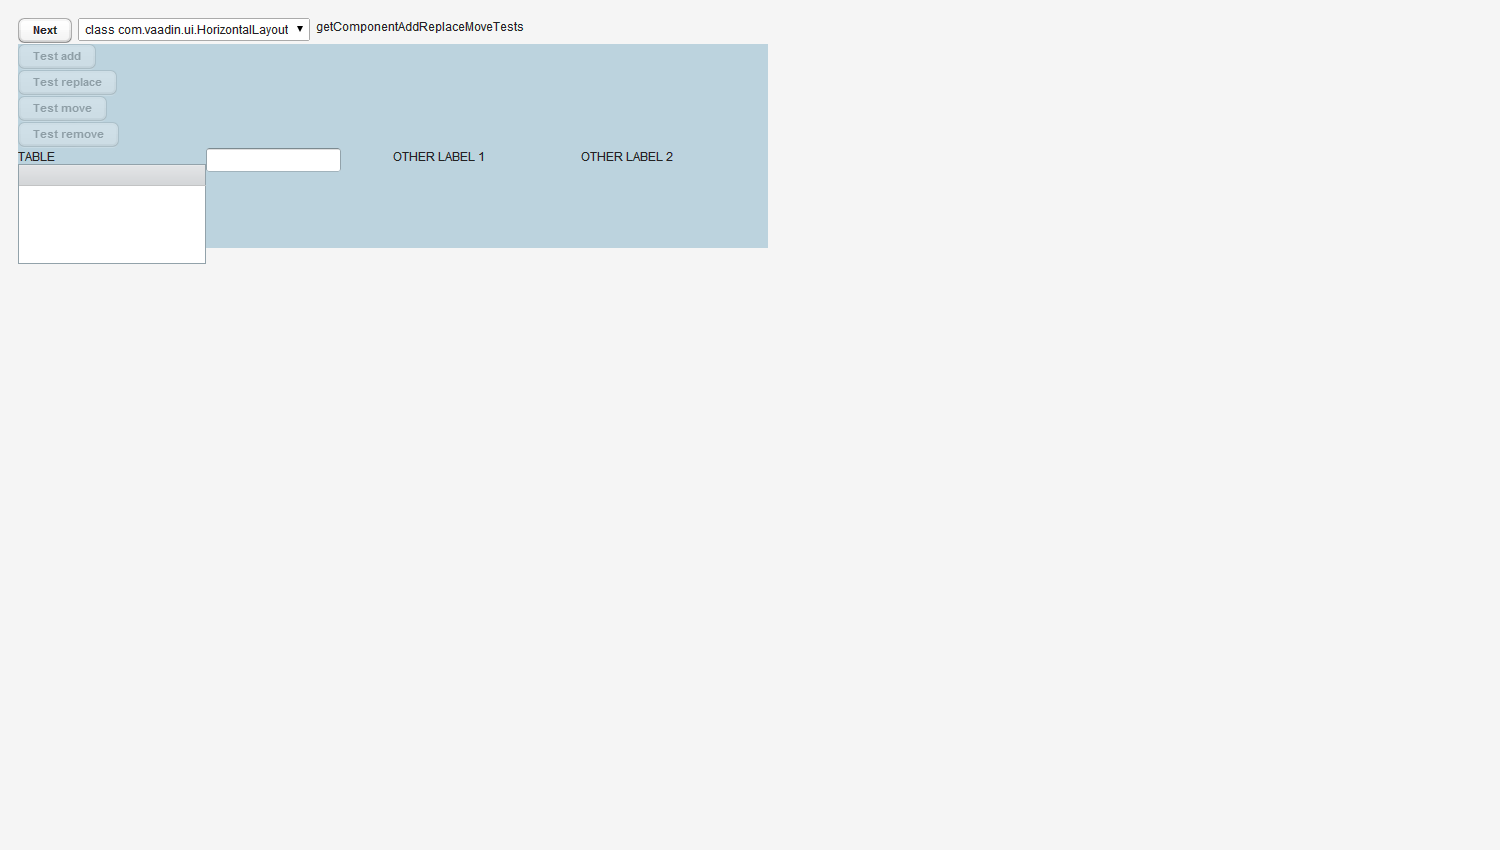 Next class com.vaadin.ui.HorizontalLayout getComponentAddReplaceMoveTests
Test add
Test replace
Test move
Test remove
TABLE OTHER LABEL 1 OTHER LABEL 2